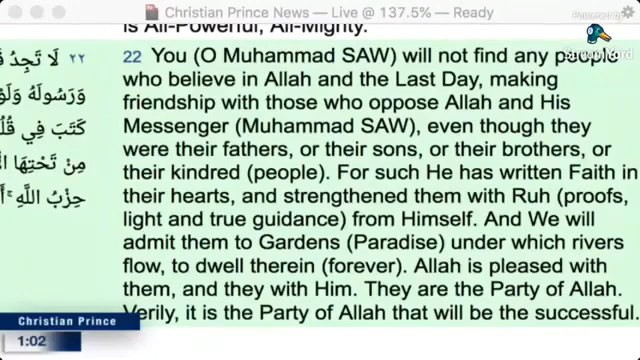 Christian Prince News — Live @ 137.5% — Ready
is All-Powerful, All-Mighty.
22 You (O Muhammad SAW) will not find any people
who believe in Allah and the Last Day, making
friendship with those who oppose Allah and His
Messenger (Muhammad SAW), even though they
were their fathers, or their sons, or their brothers, or
their kindred (people). For such He has written Faith in
their hearts, and strengthened them with Ruh (proofs,
light and true guidance) from Himself. And We will
admit them to Gardens (Paradise) under which rivers
flow, to dwell therein (forever). Allah is pleased with
them, and they with Him. They are the Party of Allah.
Verily, it is the Party of Allah that will be the successful.
٢٢ لَا تَجِدُ
وَرَسُولَهُ وَلَوْ
كَتَبَ فِي
مِنْ تَحْتِهَا
حِزْبُ اللَّهِ ۚ
Christian Prince
1:02